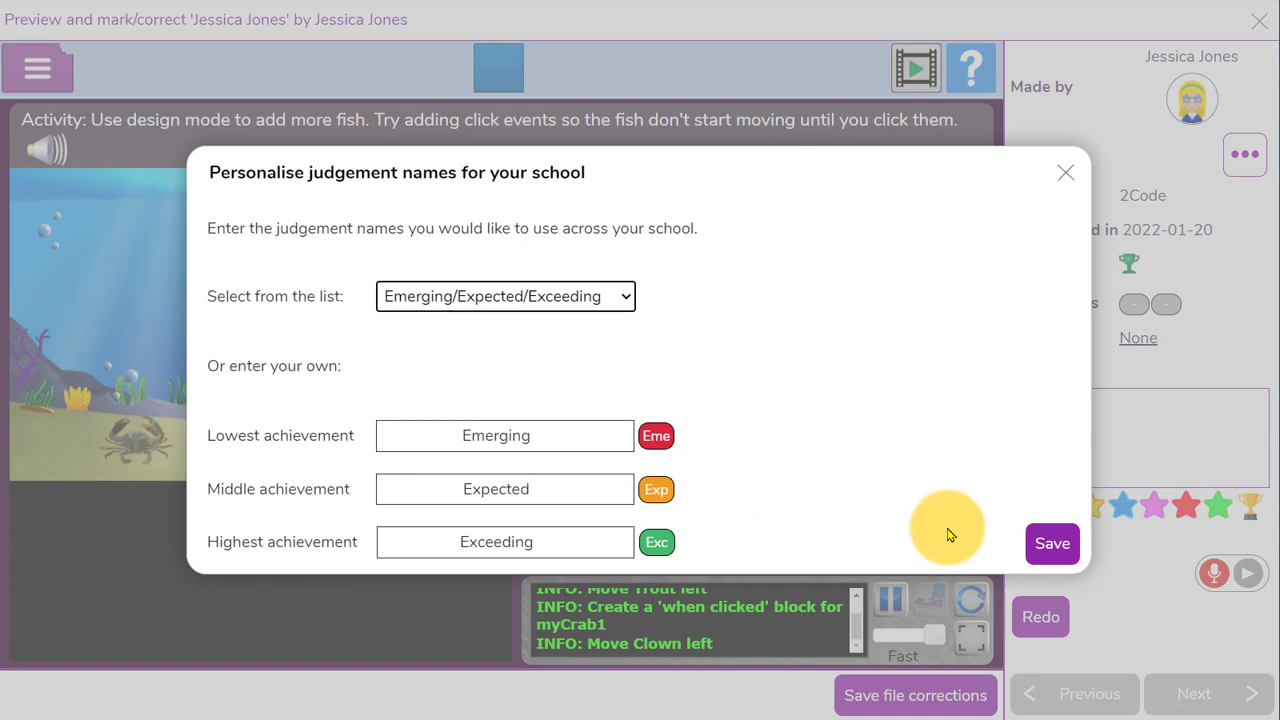 Preview and mark/correct 'Jessica Jones' by Jessica Jones
Jessica Jones
Made by
Activity: Use design mode to add more fish. Try adding click events so the fish don't start moving until you click them.
Personalise judgement names for your school
Enter the judgement names you would like to use across your school.
2Code
d in 2022-01-20
Select from the list:
Emerging/Expected/Exceeding
s
None
Or enter your own:
Lowest achievement
Emerging
Eme
Middle achievement
Expected
Exp
Highest achievement
Exceeding
Exc
Save
INFO: Move Trout left
INFO: Create a 'when clicked' block for
myCrab1
INFO: Move Clown left
Fast
Redo
Save file corrections
Previous
Next